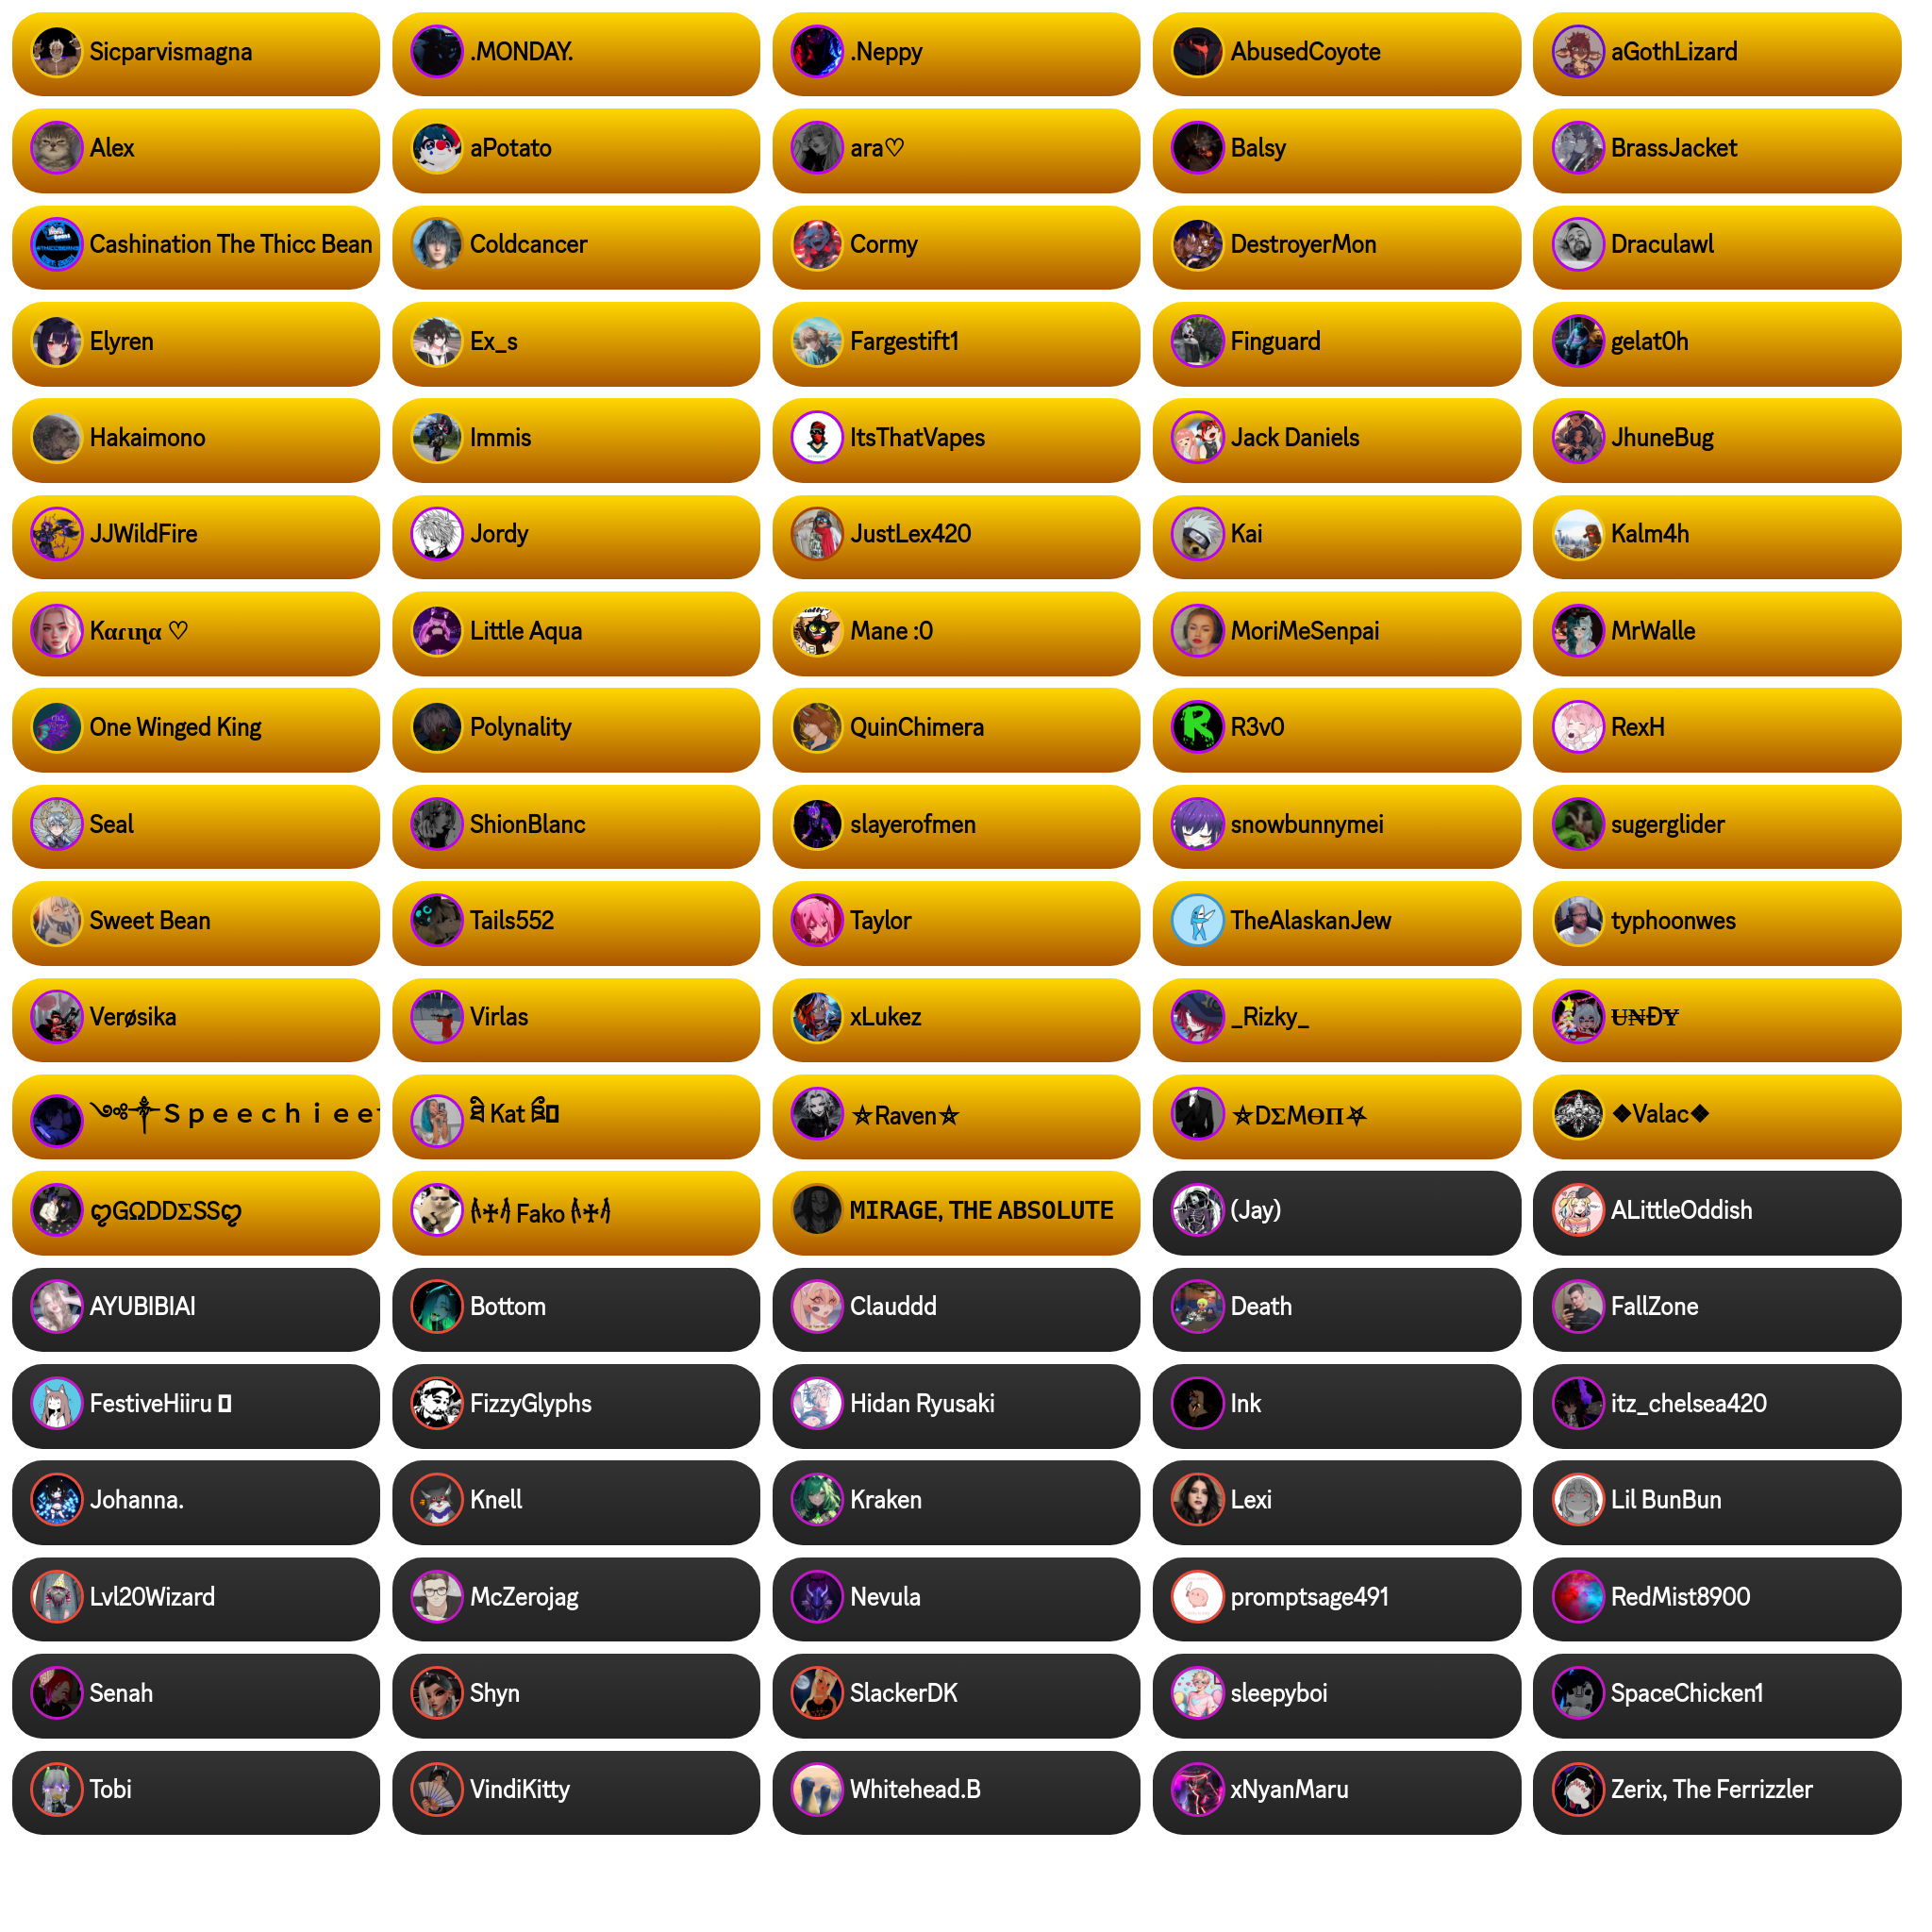 Sicparvismagna
.MONDAY.
.Neppy
AbusedCoyote
aGothLizard
Alex
aPotato
ara♡
Balsy
BrassJacket
Cashination The Thicc Bean
Coldcancer
Cormy
DestroyerMon
Draculawl
Elyren
Ex_s
Fargestift1
Finguard
gelat0h
Hakaimono
Immis
ItsThatVapes
Jack Daniels
JhuneBug
JJWildFire
Jordy
JustLex420
Kai
Kalm4h
Kαɾιɳα ♡
Little Aqua
Mane :0
MoriMeSenpai
MrWalle
One Winged King
Polynality
QuinChimera
R3v0
RexH
Seal
ShionBlanc
slayerofmen
snowbunnymei
sugerglider
Sweet Bean
Tails552
Taylor
TheAlaskanJew
typhoonwes
Verøsika
Virlas
xLukez
_Rizky_
U̶N̶ĐY̶
༺༒Ｓｐｅｅｃｈｉｅｅ
Kat
⛥Raven⛥
⛥DΣMӨП⛧
❖Valac❖
ஜGΩDDΣSSஜ
Fako
MIRAGE, THE ABSOLUTE
(Jay)
ALittleOddish
AYUBIBIAI
Bottom
Clauddd
Death
FallZone
FestiveHiiru
FizzyGlyphs
Hidan Ryusaki
Ink
itz_chelsea420
Johanna.
Knell
Kraken
Lexi
Lil BunBun
Lvl20Wizard
McZerojag
Nevula
promptsage491
RedMist8900
Senah
Shyn
SlackerDK
sleepyboi
SpaceChicken1
Tobi
VindiKitty
Whitehead.B
xNyanMaru
Zerix, The Ferrizzler